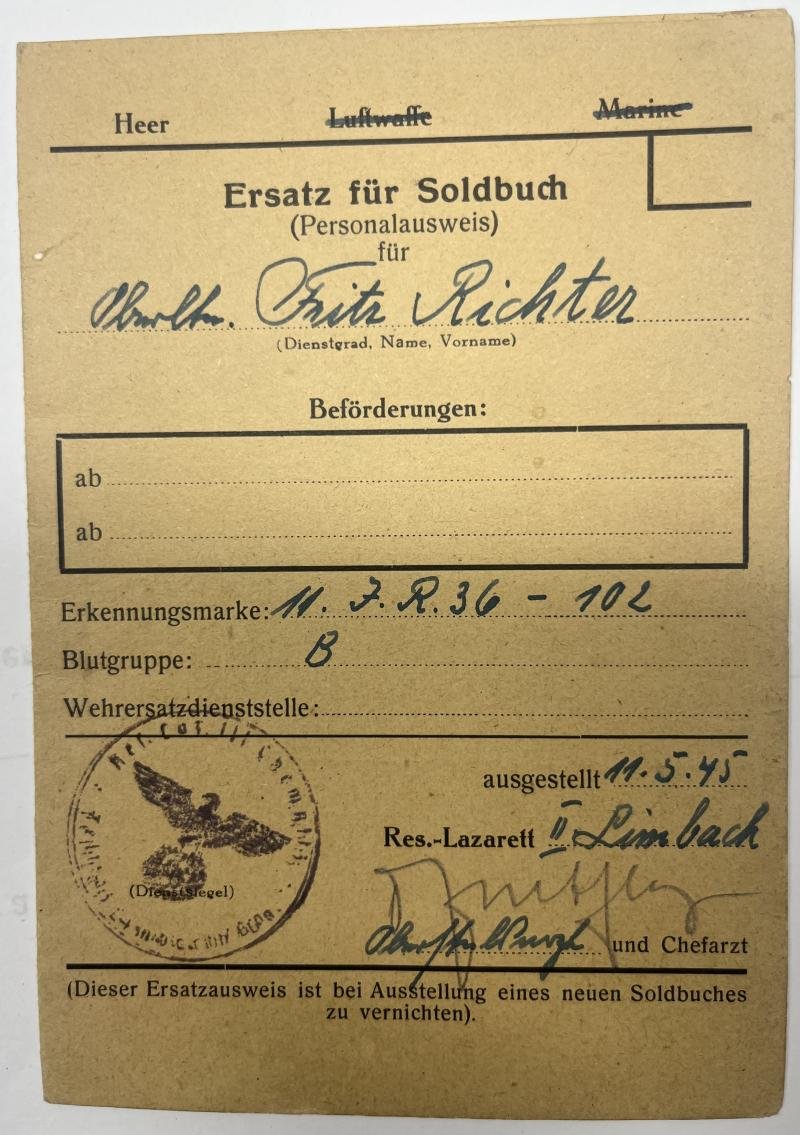 Heer Luftwaffe Marine
Ersatz für Soldbuch
(Personalausweis)
für
Oberltn. Fritz Richter
(Dienstgrad, Name, Vorname)
Beförderungen:
ab
ab
Erkennungsmarke: 11. J. R. 36 - 102
Blutgruppe: B
Wehrersatzdienststelle:
ausgestellt 11.5.45
Res.-Lazarett II Limbach
(Dienstsiegel)
und Chefarzt
(Dieser Ersatzausweis ist bei Ausstellung eines neuen Soldbuches
zu vernichten).